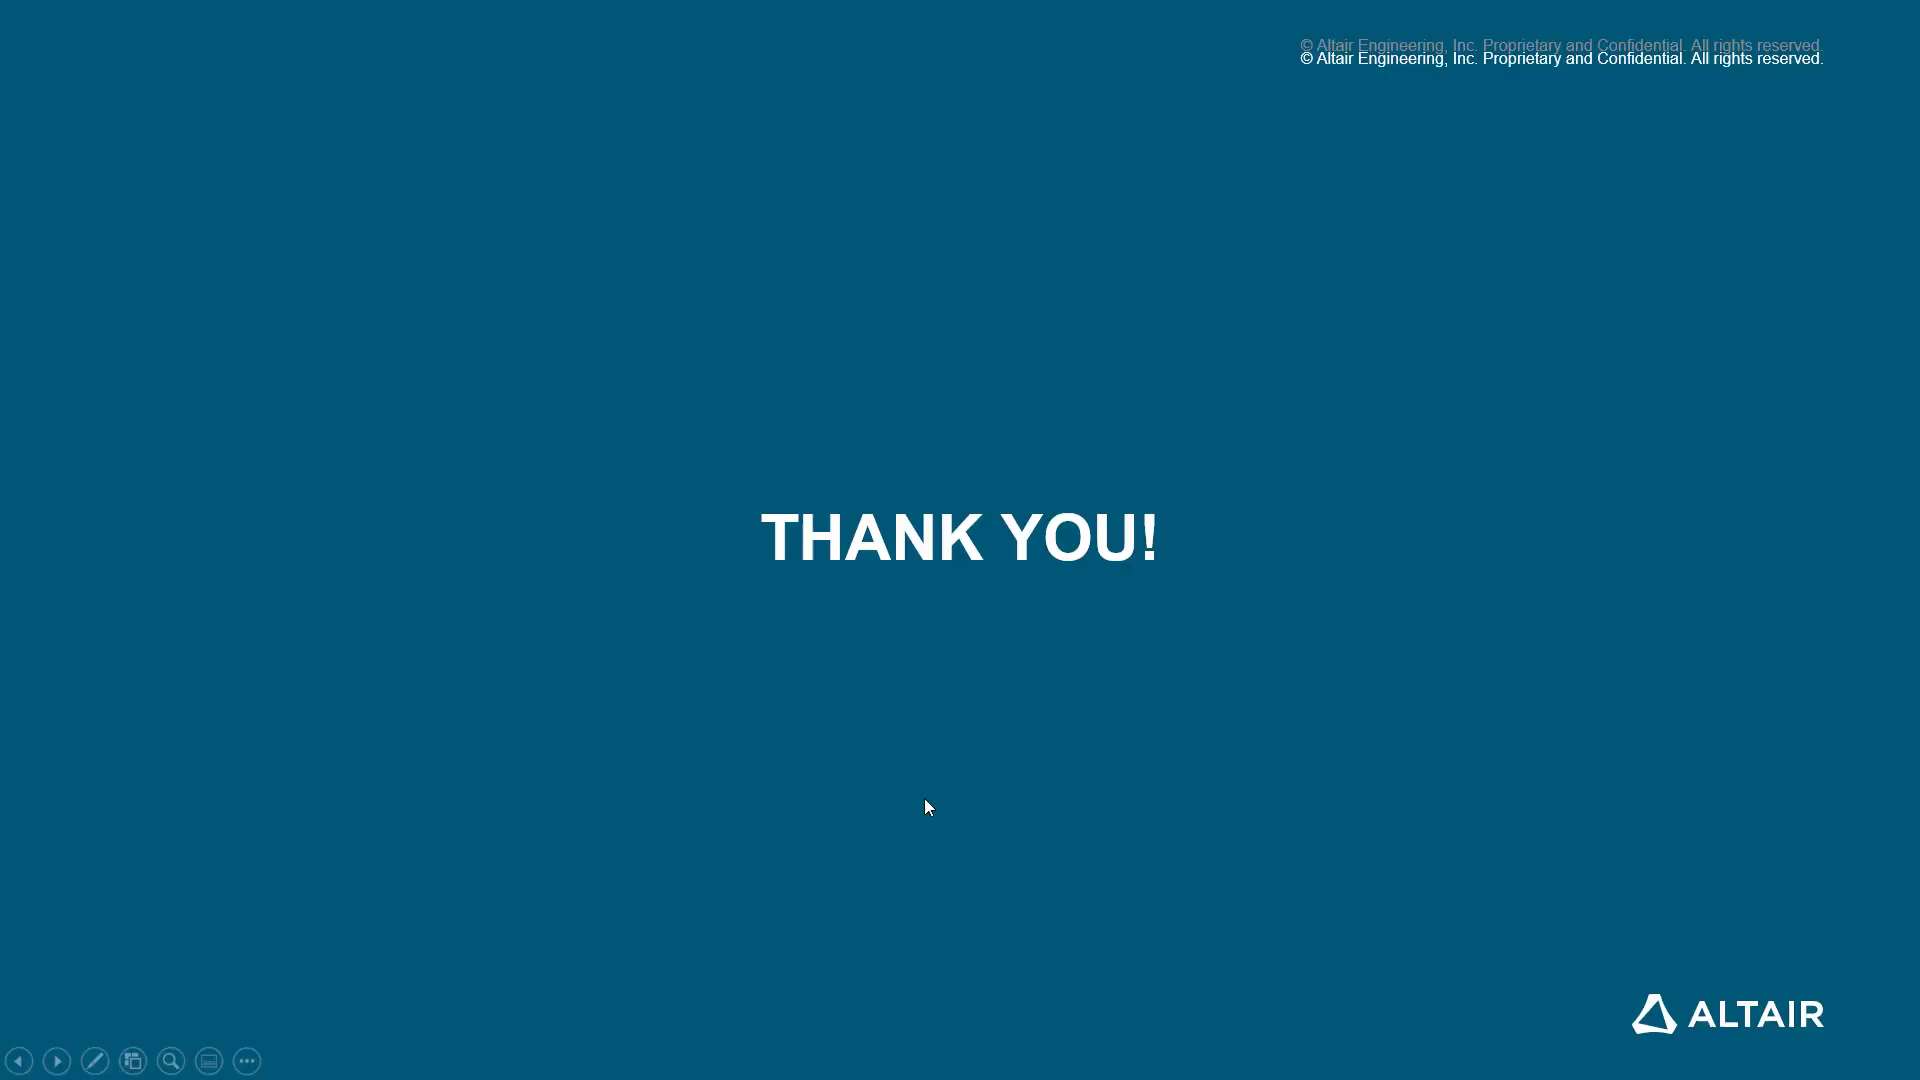 © Altair Engineering, Inc. Proprietary and Confidential. All rights reserved.
© Altair Engineering, Inc. Proprietary and Confidential. All rights reserved.
THANK YOU!
ALTAIR